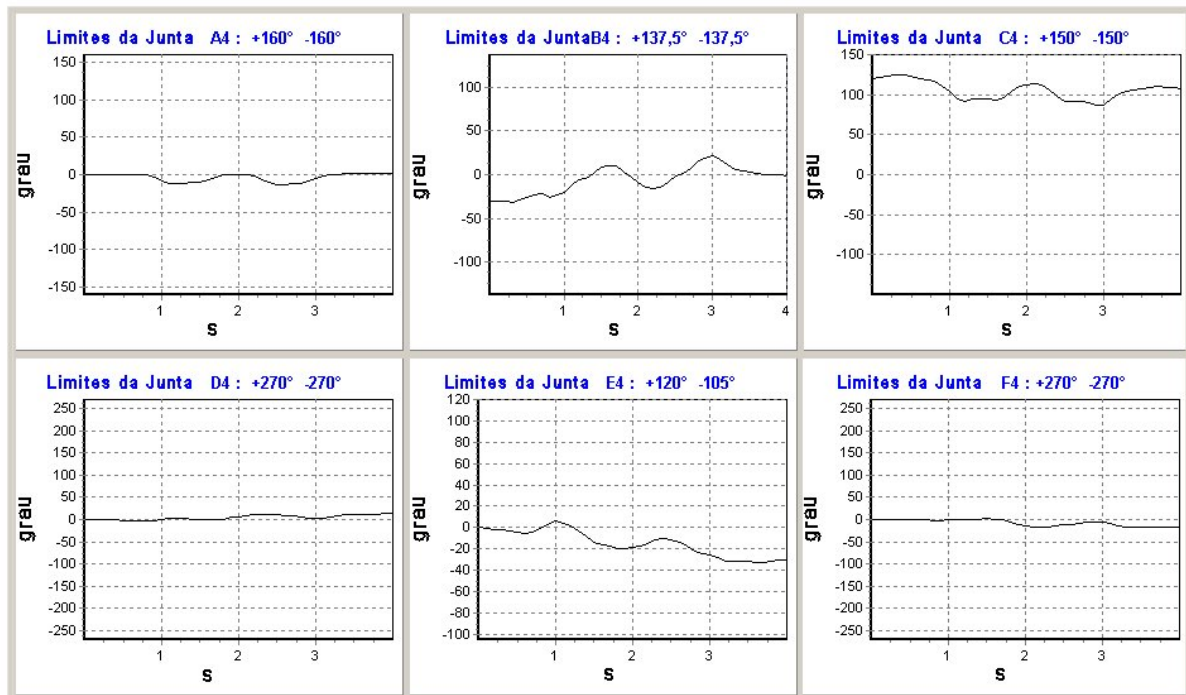 Limites da Junta A4 : +160° -160°
150
100
50
0
-50
-100
-150
grau
1 2 3
s
Limites da JuntaB4 : +137,5° -137,5°
100
50
0
-50
-100
grau
1 2 3 4
s
Limites da Junta C4 : +150° -150°
150
100
50
0
-100
grau
1 2 3
s
Limites da Junta D4 : +270° -270°
250
200
150
100
50
0
-50
-100
-150
-200
-250
grau
1 2 3
s
Limites da Junta E4 : +120° -105°
120
100
80
60
40
20
0
-20
-40
-60
-80
-100
grau
1 2 3
s
Limites da Junta F4 : +270° -270°
250
200
150
100
50
0
-50
-100
-150
-200
-250
grau
1 2 3
s